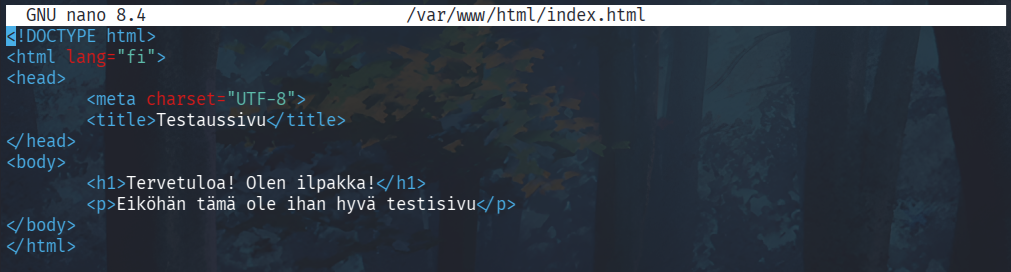 GNU nano 8.4 /var/www/html/index.html
<!DOCTYPE html>
<html lang="fi">
<head>
        <meta charset="UTF-8">
        <title>Testaussivu</title>
</head>
<body>
        <h1>Tervetuloa! Olen ilpakka!</h1>
        <p>Eiköhän tämä ole ihan hyvä testisivu</p>
</body>
</html>